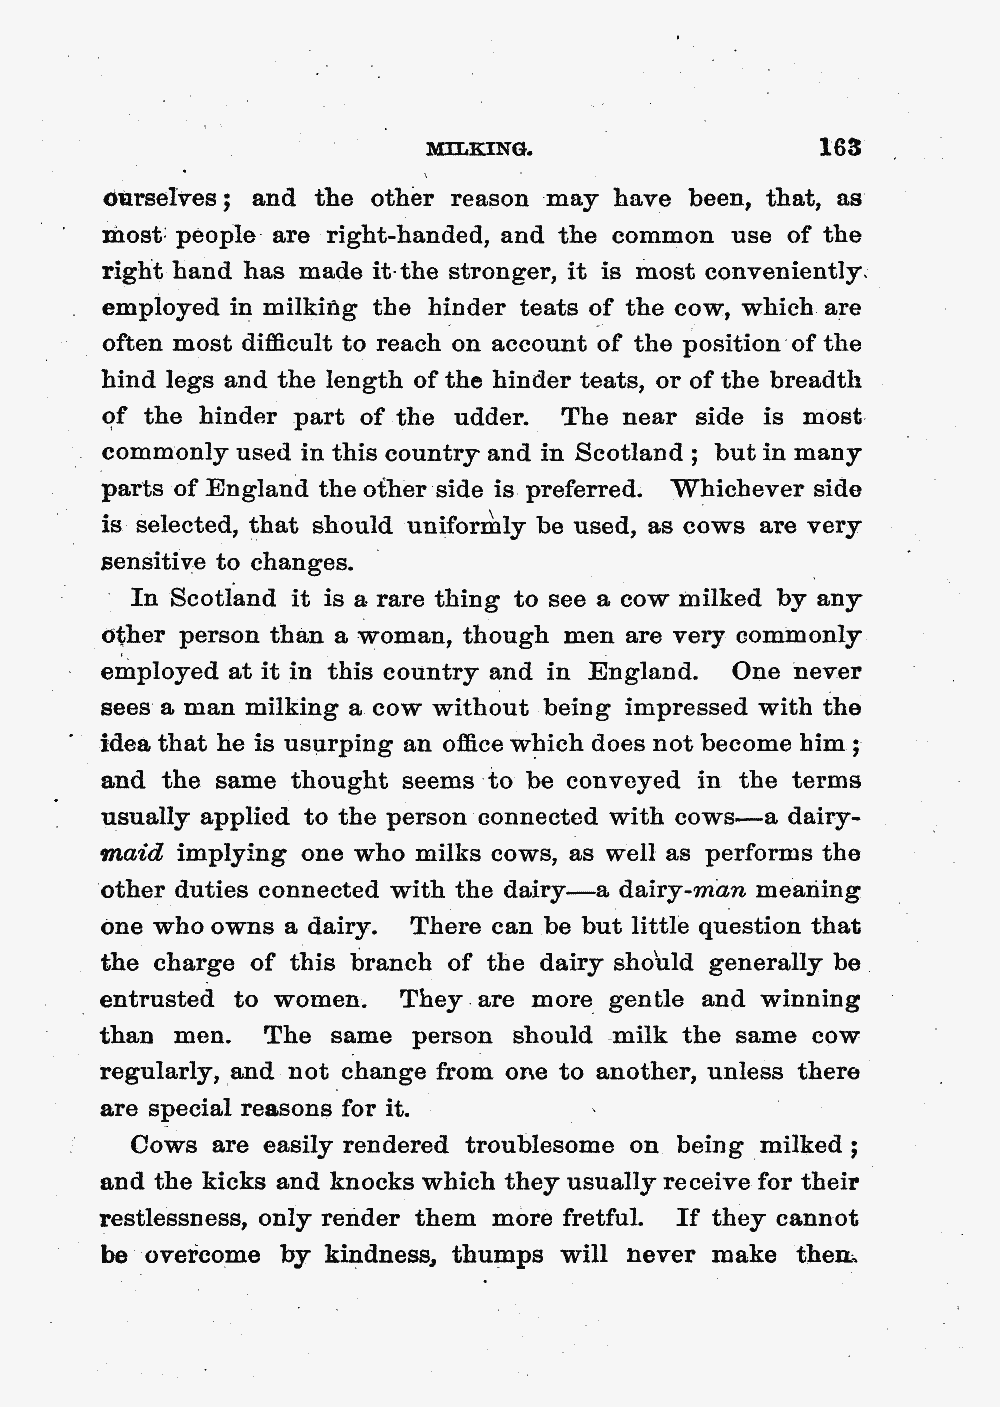 MILKING. 163
ourselves; and the other reason may have been, that, as
most people are right-handed, and the common use of the
right hand has made it the stronger, it is most conveniently
employed in milking the hinder teats of the cow, which are
often most difficult to reach on account of the position of the
hind legs and the length of the hinder teats, or of the breadth
of the hinder part of the udder. The near side is most
commonly used in this country and in Scotland; but in many
parts of England the other side is preferred. Whichever side
is selected, that should uniformly be used, as cows are very
sensitive to changes.
In Scotland it is a rare thing to see a cow milked by any
other person than a woman, though men are very commonly
employed at it in this country and in England. One never
sees a man milking a cow without being impressed with the
idea that he is usurping an office which does not become him;
and the same thought seems to be conveyed in the terms
usually applied to the person connected with cows—a dairy-
maid implying one who milks cows, as well as performs the
other duties connected with the dairy—a dairy-man meaning
one who owns a dairy. There can be but little question that
the charge of this branch of the dairy should generally be
entrusted to women. They are more gentle and winning
than men. The same person should milk the same cow
regularly, and not change from one to another, unless there
are special reasons for it.
Cows are easily rendered troublesome on being milked;
and the kicks and knocks which they usually receive for their
restlessness, only render them more fretful. If they cannot
be overcome by kindness, thumps will never make them